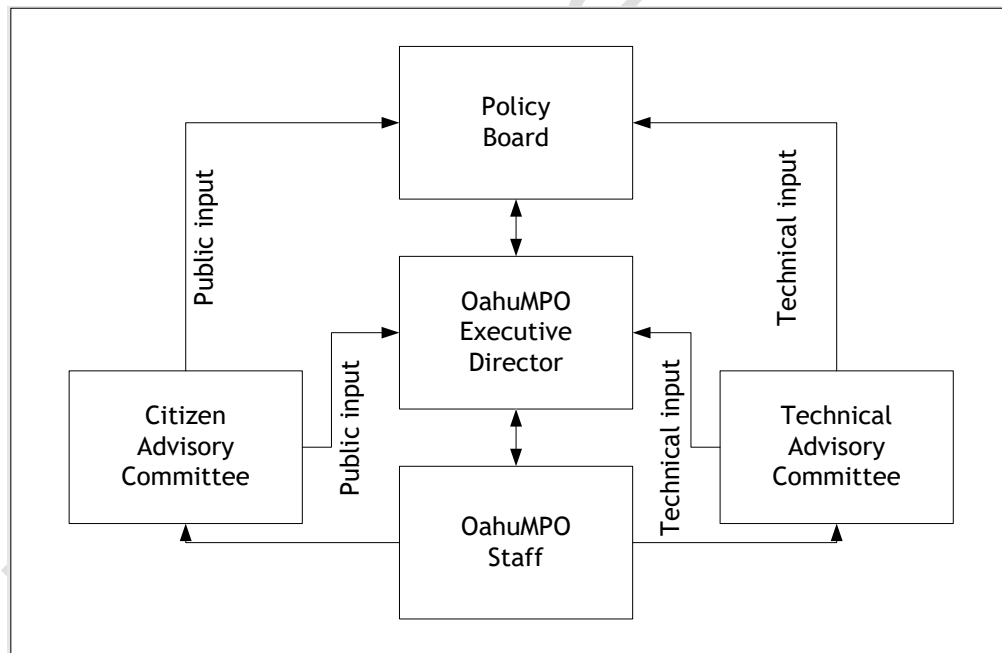 Policy
Board
Public input
Technical input
OahuMPO
Executive
Director
Citizen
Advisory
Committee
Public input
Technical input
Technical
Advisory
Committee
OahuMPO
Staff